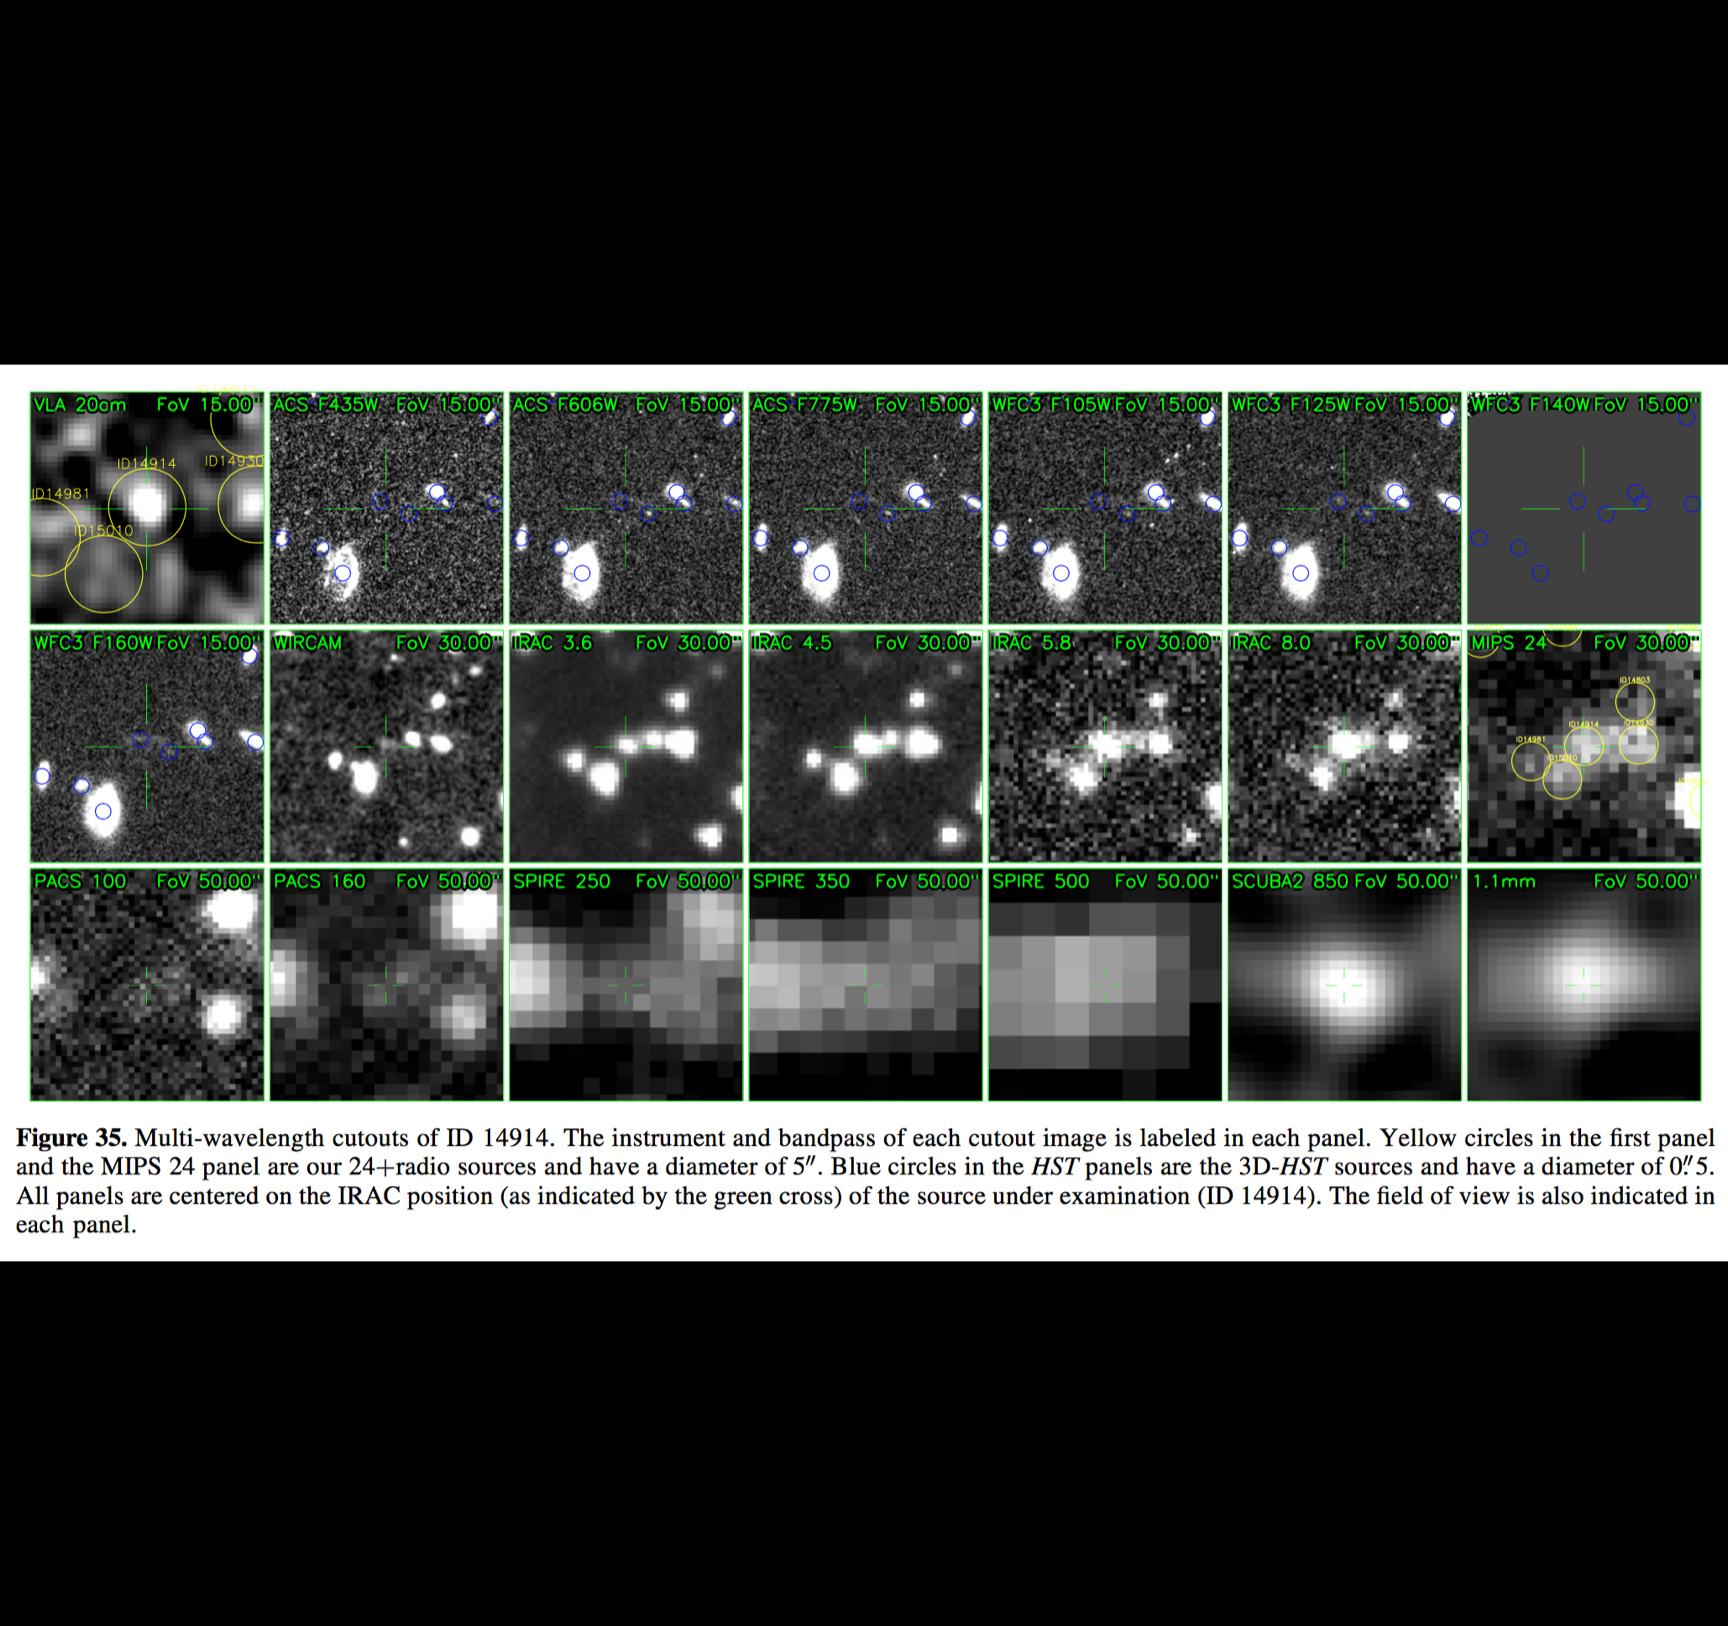 VLA 20cm FoV 15.00" ACS F435W FoV 15.00" ACS F606W FoV 15.00" ACS F775W FoV 15.00" WFC3 F105W FoV 15.00" WFC3 F125W FoV 15.00" WFC3 F140W FoV 15.00"
ID14914 ID14930
ID14981
ID15010
WFC3 F160W FoV 15.00" WIRCAM FoV 30.00" IRAC 3.6 FoV 30.00" IRAC 4.5 FoV 30.00" IRAC 5.8 FoV 30.00" IRAC 8.0 FoV 30.00" MIPS 24 FoV 30.00"
ID14803
ID14914 ID14930
ID14981
ID15010
PACS 100 FoV 50.00" PACS 160 FoV 50.00" SPIRE 250 FoV 50.00" SPIRE 350 FoV 50.00" SPIRE 500 FoV 50.00" SCUBA2 850 FoV 50.00" 1.1mm FoV 50.00"
Figure 35. Multi-wavelength cutouts of ID 14914. The instrument and bandpass of each cutout image is labeled in each panel. Yellow circles in the first panel
and the MIPS 24 panel are our 24+radio sources and have a diameter of 5″. Blue circles in the HST panels are the 3D-HST sources and have a diameter of 0.″5.
All panels are centered on the IRAC position (as indicated by the green cross) of the source under examination (ID 14914). The field of view is also indicated in
each panel.